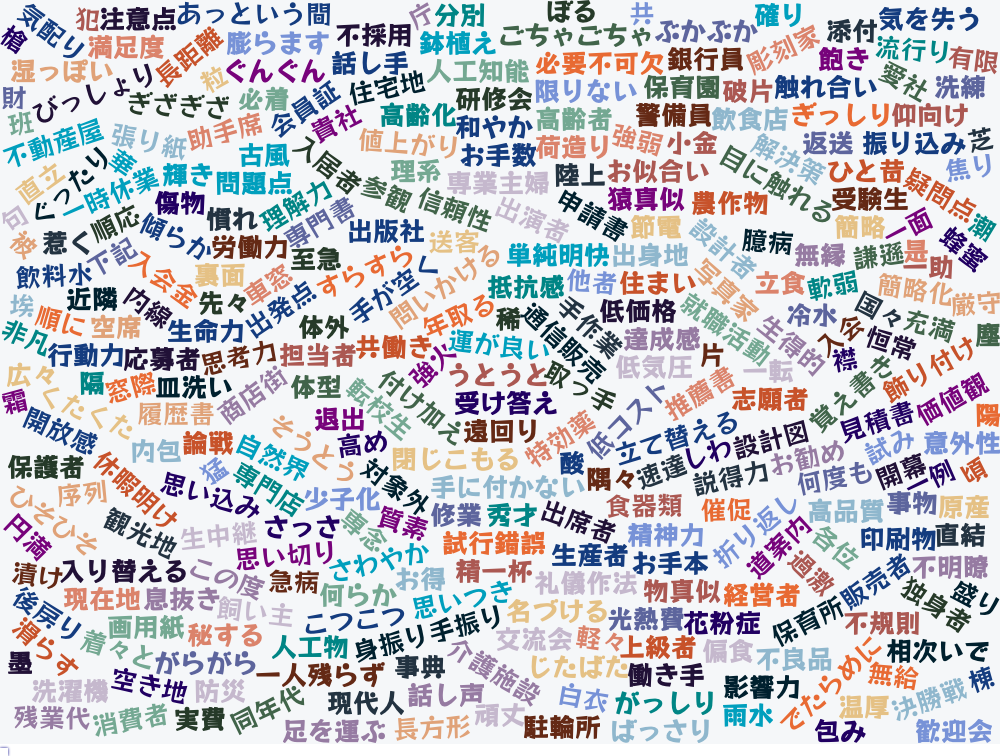 気配り
犯
注意点
あっという間
庁
分別
ぼる
共
確り
添付
気を失う
槍
満足度
長距離
膨らます
不採用
鉢植え
ごちゃごちゃ
ぷかぷか
彫刻家
飽き
流行り
有限
湿っぽい
粒
ぐんぐん
話し手
人工知能
必要不可欠
銀行員
愛社
洗練
財
びっしょり
ぎざぎざ
必着
会員証
住宅地
研修会
限りない
保育園
破片
触れ合い
班
貴社
高齢化
和やか
高齢者
警備員
飲食店
ぎっしり
仰向け
不動産屋
張り紙
助手席
値上がり
お手数
荷造り
強弱
小金
解決策
返送
振り込み
芝
直立
ぐったり
華
輝き
古風
入居者
参観
理系
専業主婦
陸上
お似合い
目に触れる
ひと昔
疑問点
焦り
句
一時休業
傷物
問題点
信頼性
出演者
申請書
猿真似
農作物
受験生
潮
惹く
順応
傾らか
慣れ
理解力
専門書
出版社
送客
節電
設計者
臆病
簡略
一面
蜂蜜
飲料水
下記
労働力
至急
単純明快
出身地
無縁
謙遜
是
一助
入会金
裏面
車窓
すらすら
手が空く
問いかける
抵抗感
他者
住まい
写真家
立食
軟弱
簡略化
厳守
埃
近隣
内線
先々
出発点
年取る
稀
通信販売
手作業
低価格
就職活動
冷水
国々
充満
塵
非凡
順に
空席
生命力
体外
共働き
運が良い
達成感
生得的
入会
恒常
行動力
応募者
思考力
担当者
うとうと
取っ手
低気圧
片
一転
襟
飾り付け
広々
隔
窓際
皿洗い
商店街
体型
転校生
付け加え
受け答え
低コスト
推薦書
志願者
覚え書き
価値観
霜
くたくた
履歴書
退出
高め
遠回り
特効薬
立て替える
見積書
陽
開放感
内包
論戦
自然界
そうっと
閉じこもる
酸
しわ
設計図
お勧め
試み
意外性
保護者
休暇明け
猛
専門店
対象外
手に付かない
隅々
速達
説得力
何度も
開幕
一例
頃
ひそひそ
序列
思い込み
少子化
質素
修業
秀才
出席者
食器類
催促
折り返し
高品質
事物
原産
円満
観光地
生中継
さっさ
専念
試行錯誤
精神力
道案内
各位
印刷物
直結
漬け
入り替える
この度
思い切り
さわやか
お得
精一杯
生産者
お手本
過激
不明瞭
後戻り
現在地
息抜き
飼い主
急病
何らか
思いつき
礼儀作法
物真似
経営者
販売者
独身者
盛り
滑らす
画用紙
秘する
こつこつ
身振り手振り
名づける
光熱費
花粉症
保育所
不規則
着々と
がらがら
人工物
交流会
軽々
上級者
偏食
不良品
でたらめに
相次いで
墨
空き地
一人残らず
事典
介護施設
じたばた
働き手
影響力
無給
棟
洗濯機
防災
現代人
話し声
白衣
がっしり
雨水
温厚
決勝戦
残業代
消費者
実費
同年代
足を運ぶ
長方形
頑丈
駐輪所
ばっさり
包み
歓迎会